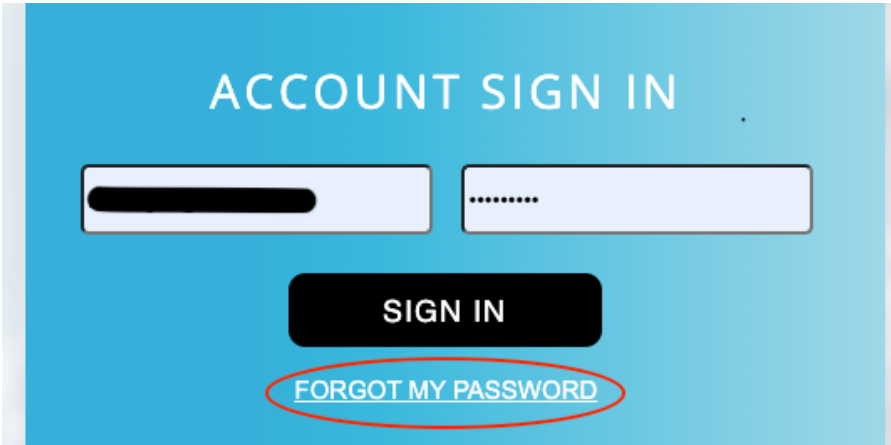 ACCOUNT SIGN IN
•••••••••
SIGN IN
FORGOT MY PASSWORD